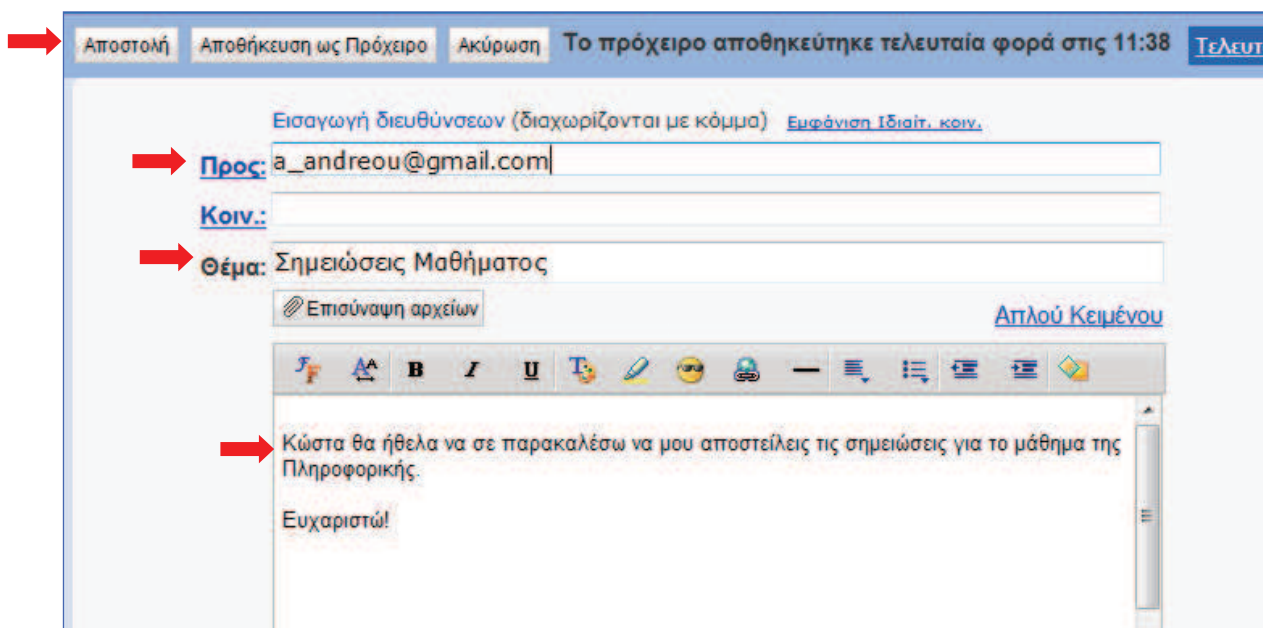 Αποστολή Αποθήκευση ως Πρόχειρο Ακύρωση Το πρόχειρο αποθηκεύτηκε τελευταία φορά στις 11:38
Εισαγωγή διευθύνσεων (διαχωρίζονται με κόμμα) Εμφάνιση Ιδιαίτ. κοιν.
Προς: a_andreou@gmail.com
Κοιν.:
Θέμα: Σημειώσεις Μαθήματος
Επισύναψη αρχείων Απλού Κειμένου
B I U
Κώστα θα ήθελα να σε παρακαλέσω να μου αποστείλεις τις σημειώσεις για το μάθημα της
Πληροφορικής.
Ευχαριστώ!